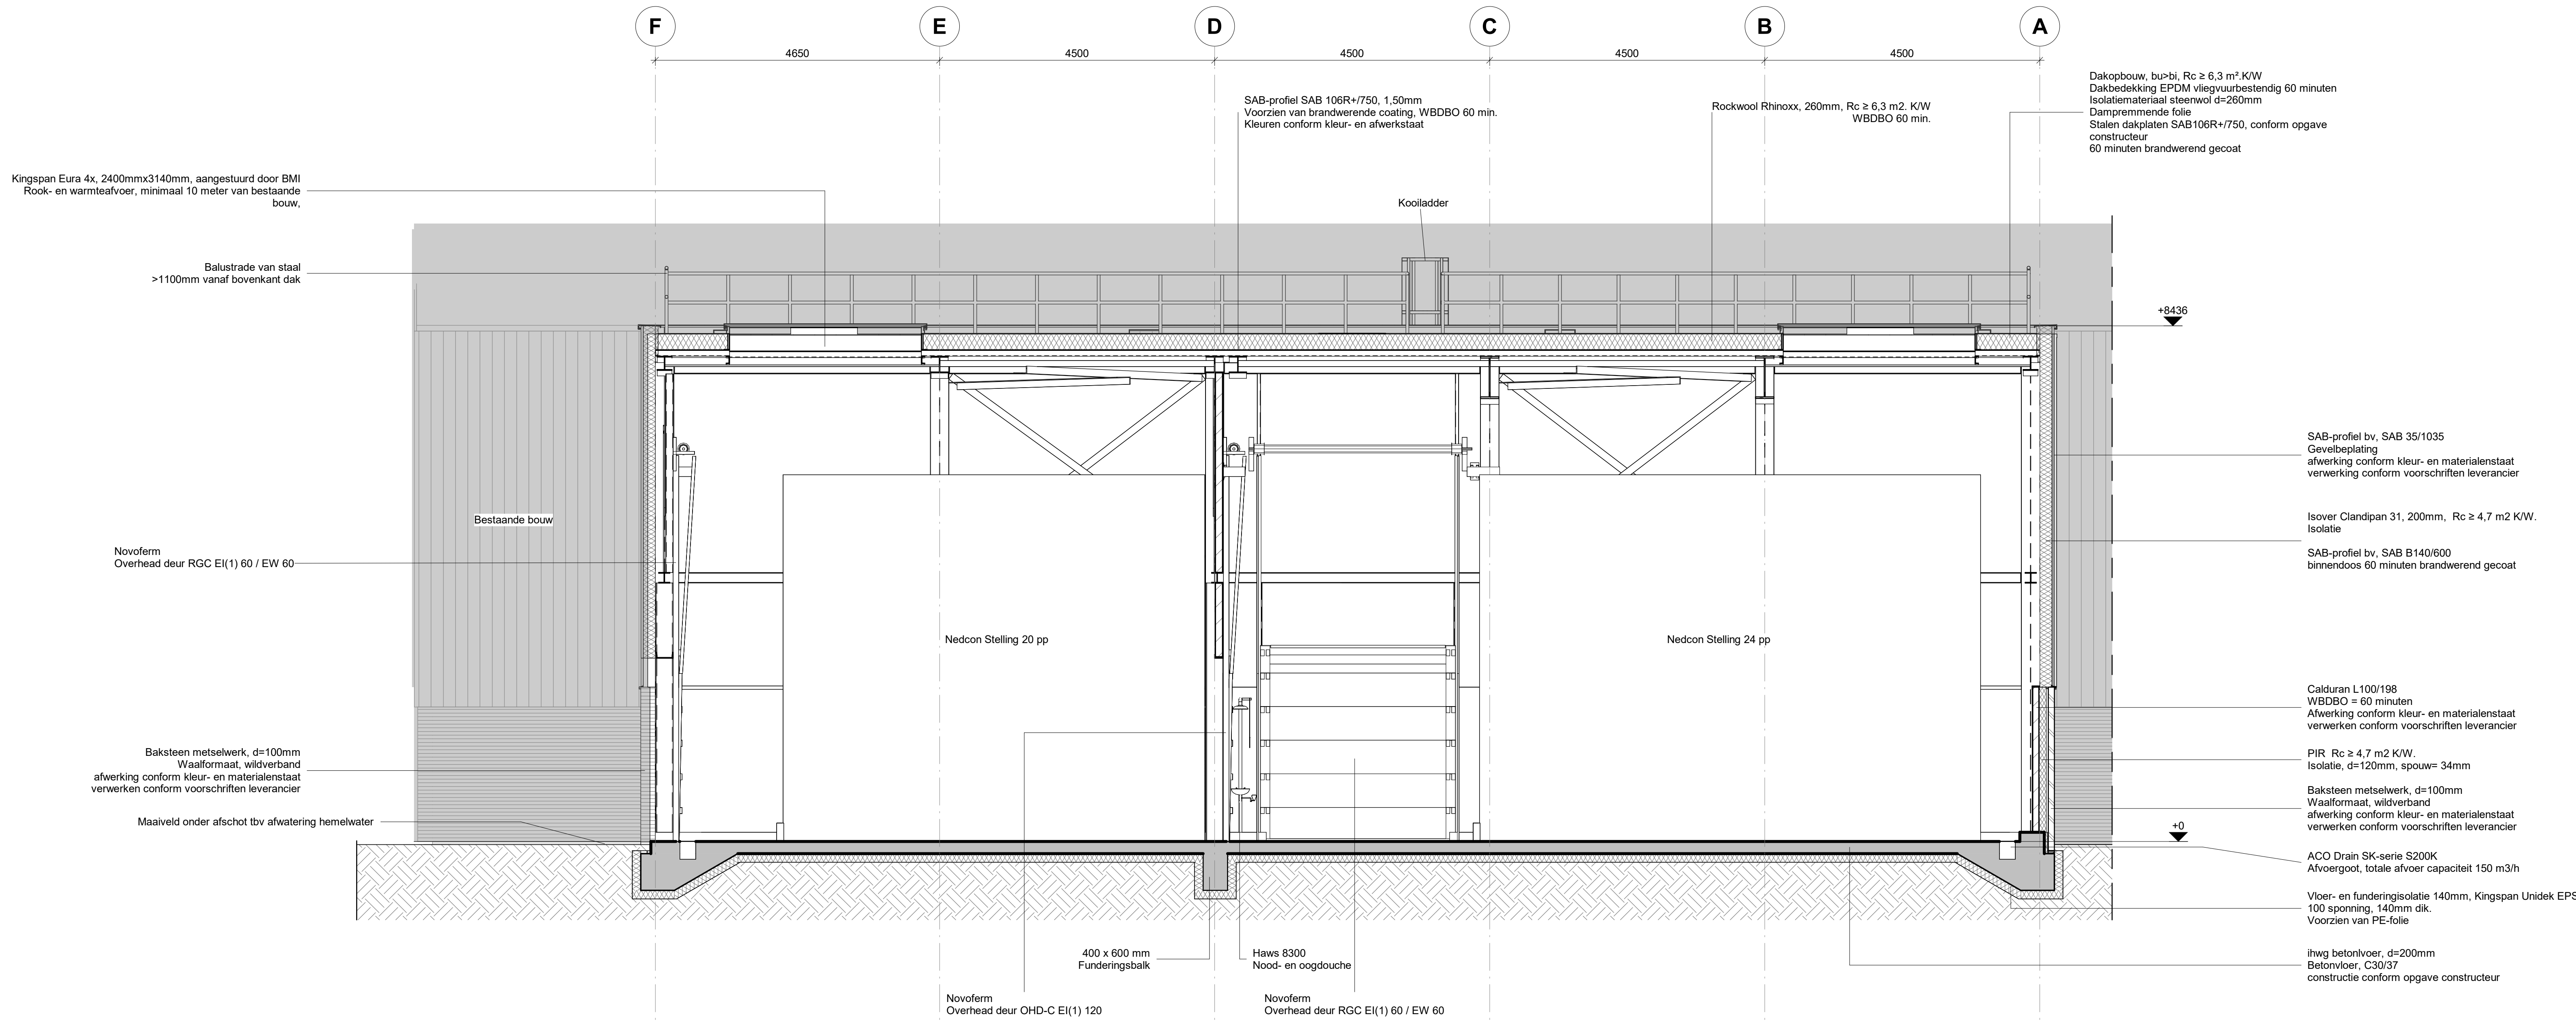 F
E
D
C
B
A
4650
4500
4500
4500
4500
Dakopbouw, bu>bi, Rc ≥ 6,3 m².K/W
Dakbedekking EPDM vliegvuurbestendig 60 minuten
Isolatiemateriaal steenwol d=260mm
Dampremmende folie
Stalen dakplaten SAB106R+/750, conform opgave
constructeur
60 minuten brandwerend gecoat
SAB-profiel SAB 106R+/750, 1,50mm
Voorzien van brandwerende coating, WBDBO 60 min.
Kleuren conform kleur- en afwerkstaat
Rockwool Rhinoxx, 260mm, Rc ≥ 6,3 m2. K/W
WBDBO 60 min.
Kingspan Eura 4x, 2400mmx3140mm, aangestuurd door BMI
Rook- en warmteafvoer, minimaal 10 meter van bestaande
bouw,
Kooiladder
Balustrade van staal
>1100mm vanaf bovenkant dak
+8436
SAB-profiel bv, SAB 35/1035
Gevelbeplating
afwerking conform kleur- en materialenstaat
verwerking conform voorschriften leverancier
Bestaande bouw
Isover Clandipan 31, 200mm, Rc ≥ 4,7 m2 K/W.
Isolatie
SAB-profiel bv, SAB B140/600
binnendoos 60 minuten brandwerend gecoat
Novoferm
Overhead deur RGC EI(1) 60 / EW 60
Nedcon Stelling 20 pp
Nedcon Stelling 24 pp
Calduran L100/198
WBDBO = 60 minuten
Afwerking conform kleur- en materialenstaat
verwerken conform voorschriften leverancier
Baksteen metselwerk, d=100mm
Waalformaat, wildverband
afwerking conform kleur- en materialenstaat
verwerken conform voorschriften leverancier
PIR Rc ≥ 4,7 m2 K/W.
Isolatie, d=120mm, spouw= 34mm
Baksteen metselwerk, d=100mm
Waalformaat, wildverband
afwerking conform kleur- en materialenstaat
verwerken conform voorschriften leverancier
Maaiveld onder afschot tbv afwatering hemelwater
+0
ACO Drain SK-serie S200K
Afvoergoot, totale afvoer capaciteit 150 m3/h
Vloer- en funderingsisolatie 140mm, Kingspan Unidek EPS
100 sponning, 140mm dik.
Voorzien van PE-folie
400 x 600 mm
Funderingsbalk
Haws 8300
Nood- en oogdouche
ihwg betonlvoer, d=200mm
Betonvloer, C30/37
constructie conform opgave constructeur
Novoferm
Overhead deur OHD-C EI(1) 120
Novoferm
Overhead deur RGC EI(1) 60 / EW 60